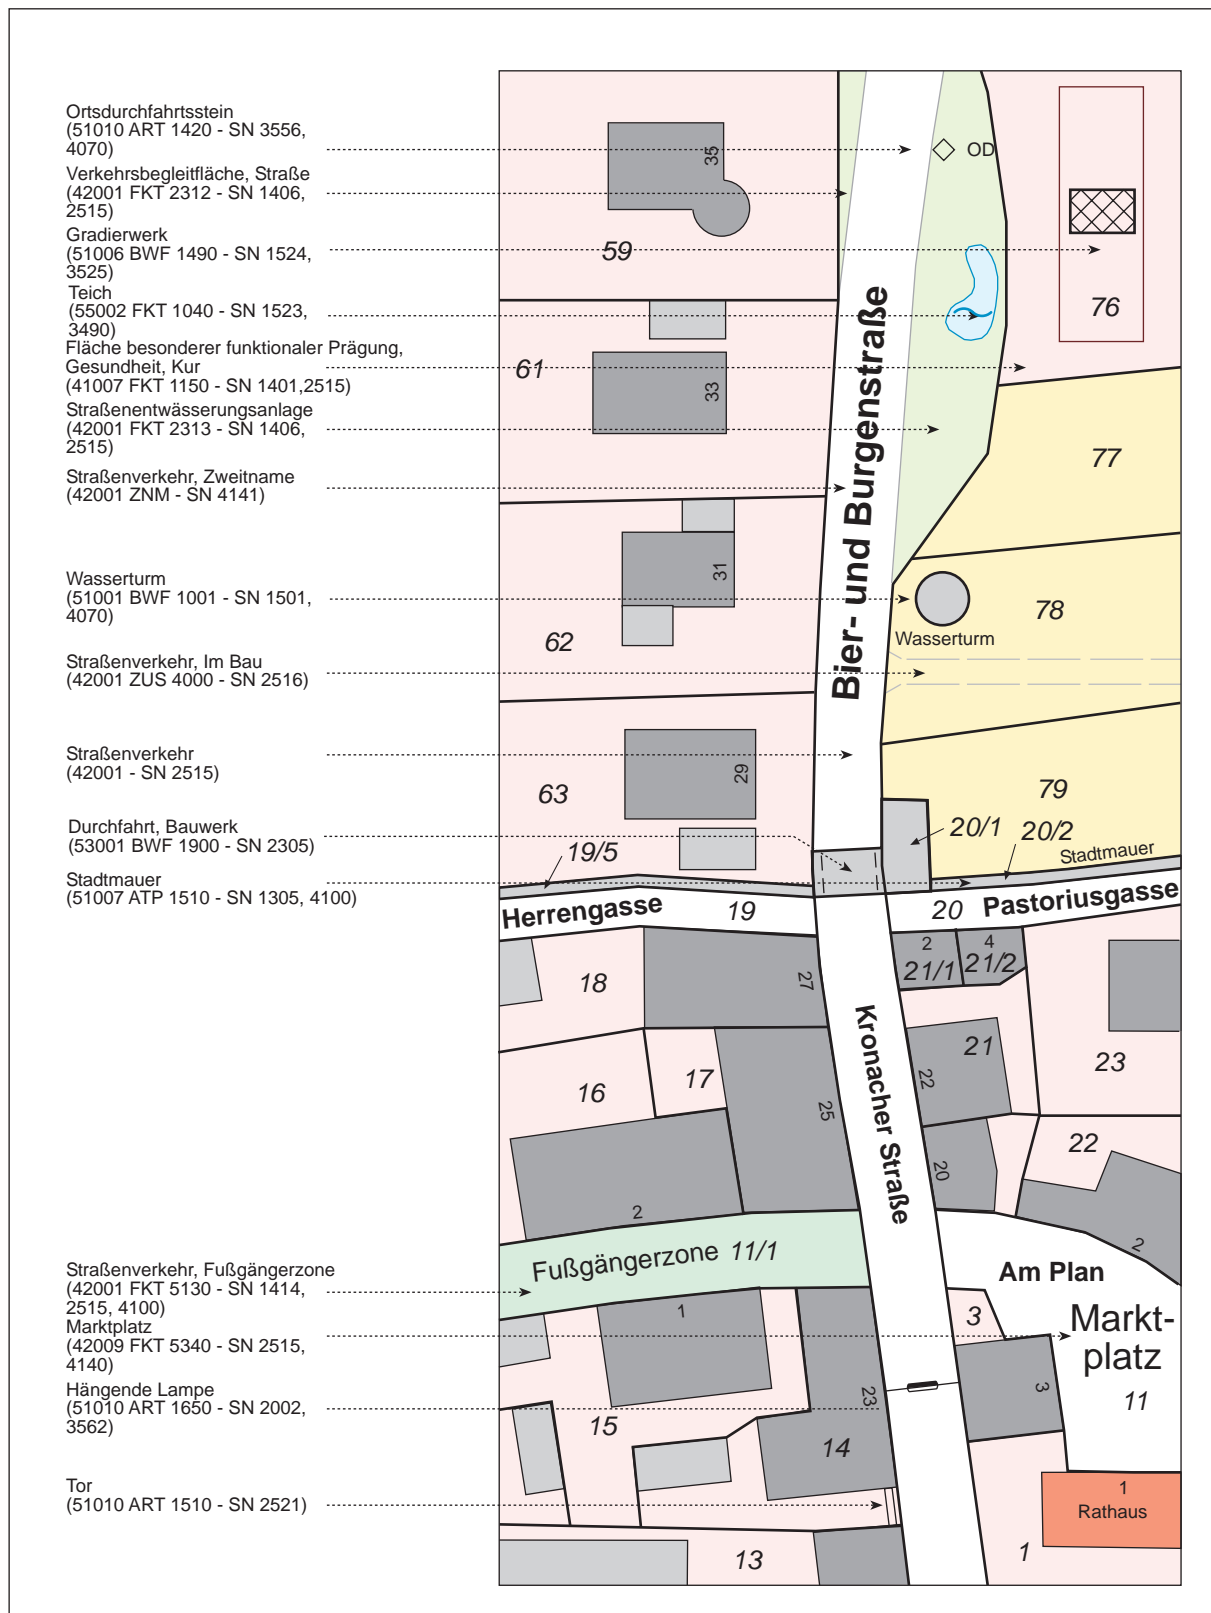 Ortsdurchfahrtsstein
(51010 ART 1420 - SN 3556,
4070)
Verkehrsbegleitfläche, Straße
(42001 FKT 2312 - SN 1406,
2515)
Gradierwerk
(51006 BWF 1490 - SN 1524,
3525)
Teich
(55002 FKT 1040 - SN 1523,
3490)
Fläche besonderer funktionaler Prägung,
Gesundheit, Kur
(41007 FKT 1150 - SN 1401,2515)
Straßenentwässerungsanlage
(42001 FKT 2313 - SN 1406,
2515)
Straßenverkehr, Zweitname
(42001 ZNM - SN 4141)
Wasserturm
(51001 BWF 1001 - SN 1501,
4070)
Straßenverkehr, Im Bau
(42001 ZUS 4000 - SN 2516)
Straßenverkehr
(42001 - SN 2515)
Durchfahrt, Bauwerk
(53001 BWF 1900 - SN 2305)
Stadtmauer
(51007 ATP 1510 - SN 1305, 4100)
Straßenverkehr, Fußgängerzone
(42001 FKT 5130 - SN 1414,
2515, 4100)
Marktplatz
(42009 FKT 5340 - SN 2515,
4140)
Hängende Lampe
(51010 ART 1650 - SN 2002,
3562)
Tor
(51010 ART 1510 - SN 2521)
35
OD
59
76
61
33
Bier- und Burgenstraße
77
31
62
78
Wasserturm
63
29
79
20/1
20/2
19/5
Stadtmauer
Herrengasse
19
20
Pastoriusgasse
18
27
2
4
21/1
21/2
Kronacher Straße
21
22
23
16
17
25
22
20
2
2
Fußgängerzone
11/1
Am Plan
1
3
Markt-
platz
23
3
11
15
14
1
Rathaus
13
1